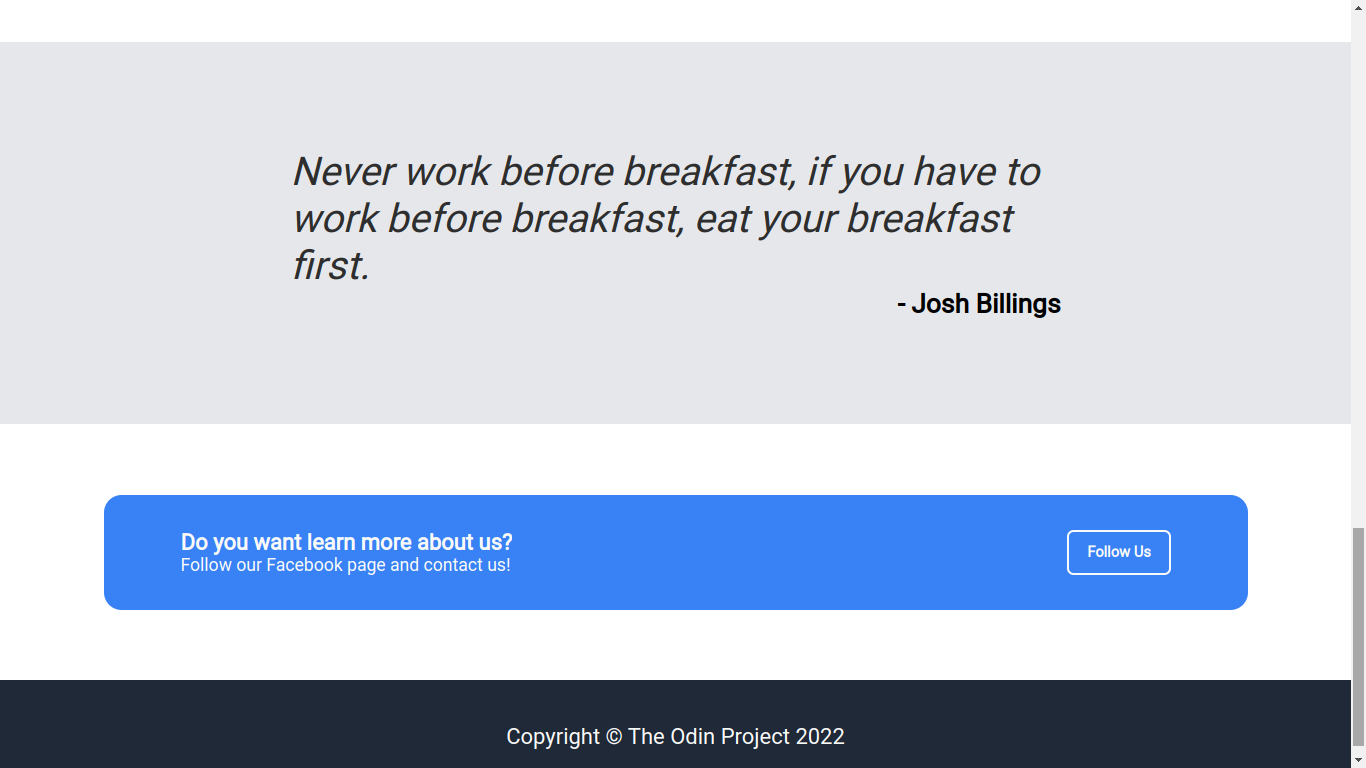 Never work before breakfast, if you have to
work before breakfast, eat your breakfast
first.
- Josh Billings
Do you want learn more about us?
Follow our Facebook page and contact us!
Follow Us
Copyright © The Odin Project 2022